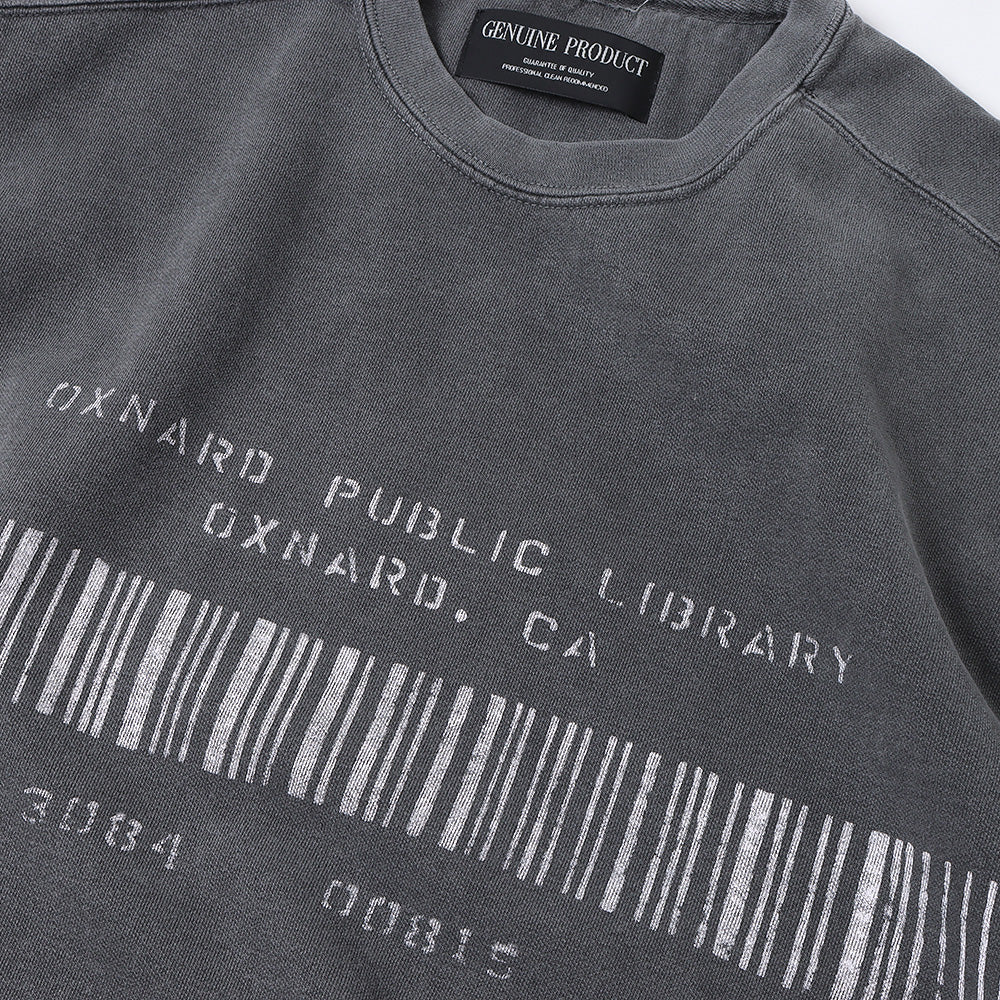 GENUINE PRODUCT
GUARANTEE OF QUALITY
PROFESSIONAL CLEAN RECOMMENDED
OXNARD PUBLIC LIBRARY
OXNARD, CA
3084 00815